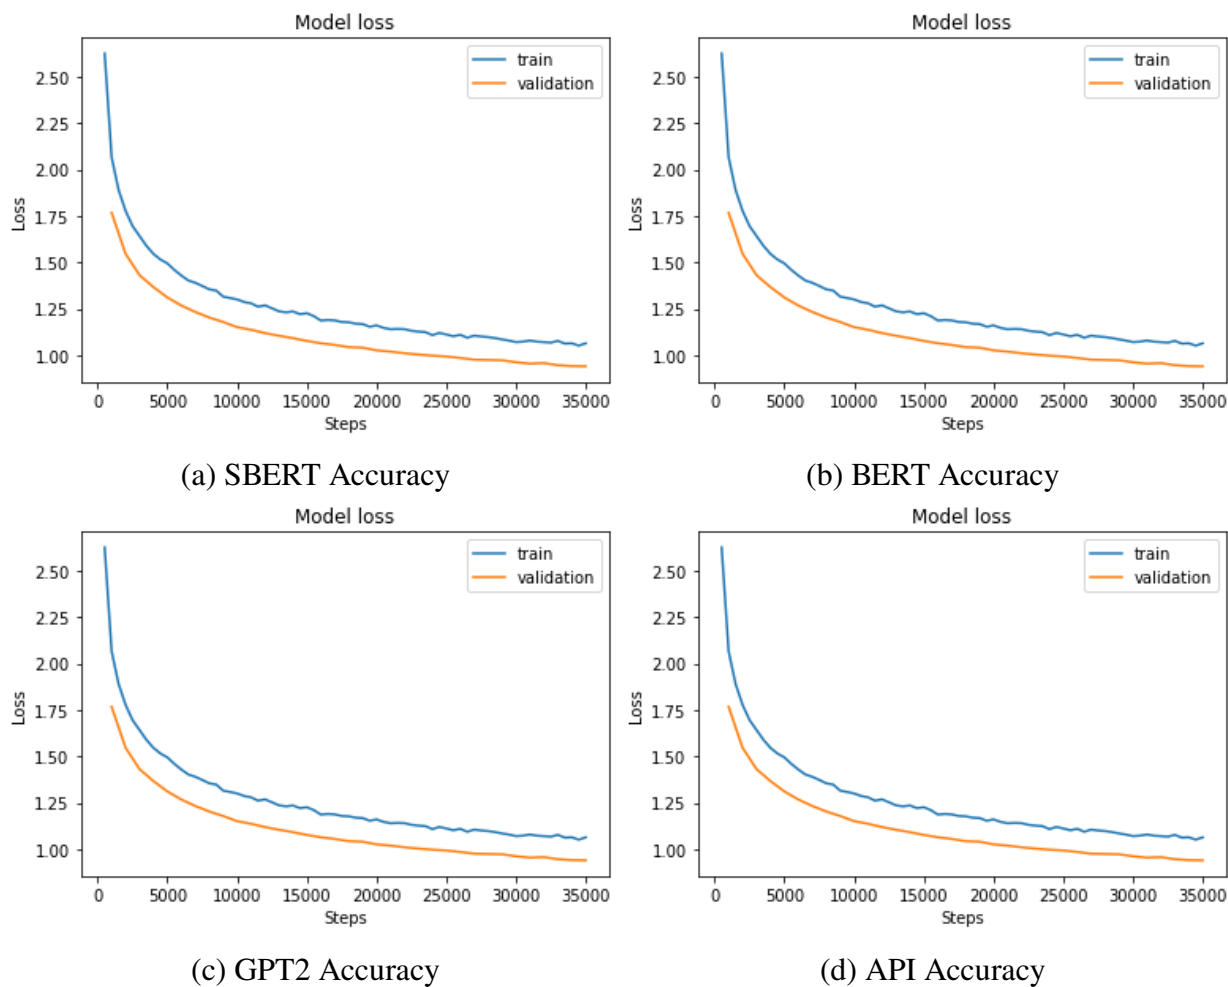 Model loss
train
validation
2.50
2.25
2.00
1.75
1.50
1.25
1.00
Loss
0 5000 10000 15000 20000 25000 30000 35000
Steps
(a) SBERT Accuracy
Model loss
train
validation
2.50
2.25
2.00
1.75
1.50
1.25
1.00
Loss
0 5000 10000 15000 20000 25000 30000 35000
Steps
(b) BERT Accuracy
Model loss
train
validation
2.50
2.25
2.00
1.75
1.50
1.25
1.00
Loss
0 5000 10000 15000 20000 25000 30000 35000
Steps
(c) GPT2 Accuracy
Model loss
train
validation
2.50
2.25
2.00
1.75
1.50
1.25
1.00
Loss
0 5000 10000 15000 20000 25000 30000 35000
Steps
(d) API Accuracy